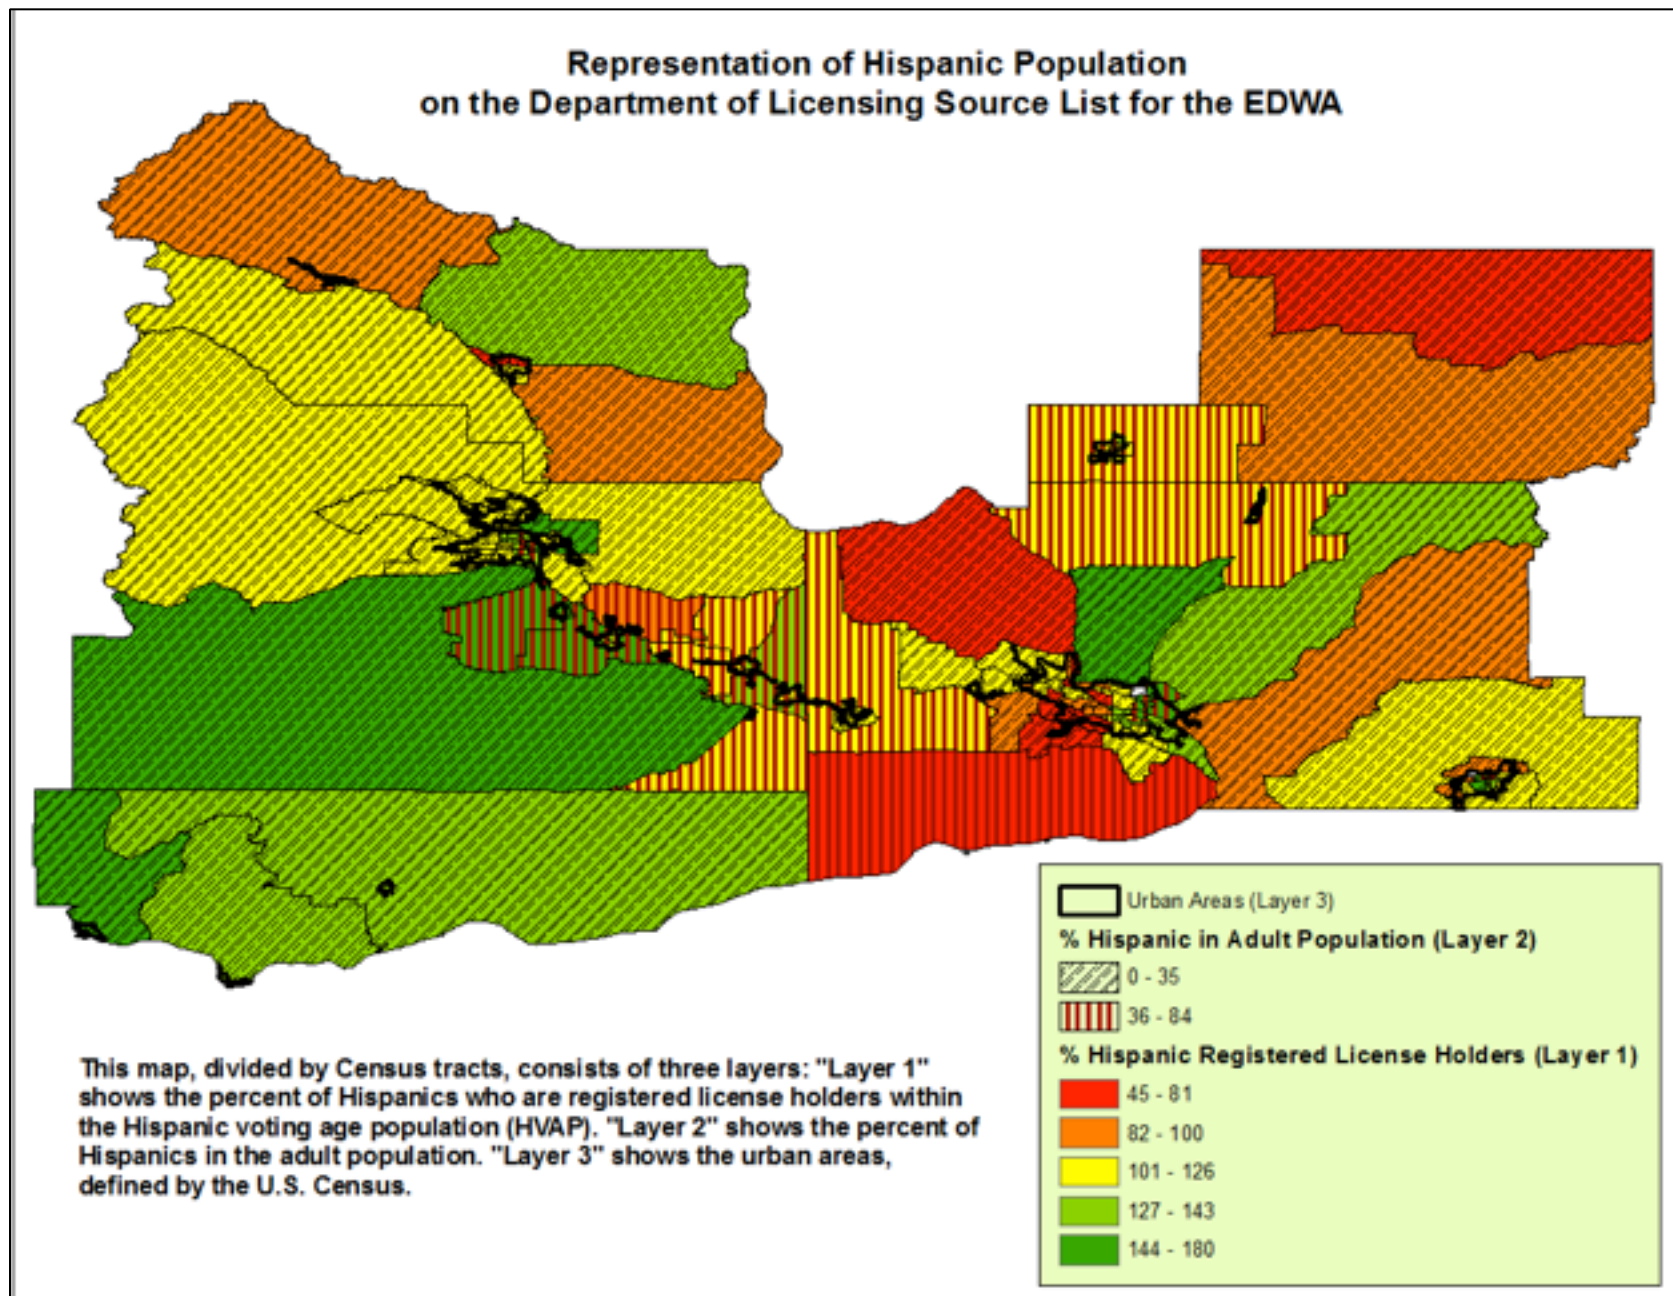 Representation of Hispanic Population
on the Department of Licensing Source List for the EDWA
Urban Areas (Layer 3)
% Hispanic in Adult Population (Layer 2)
0 - 35
36 - 84
% Hispanic Registered License Holders (Layer 1)
45 - 81
82 - 100
101 - 126
127 - 143
144 - 180
This map, divided by Census tracts, consists of three layers: "Layer 1"
shows the percent of Hispanics who are registered license holders within
the Hispanic voting age population (HVAP). "Layer 2" shows the percent of
Hispanics in the adult population. "Layer 3" shows the urban areas,
defined by the U.S. Census.